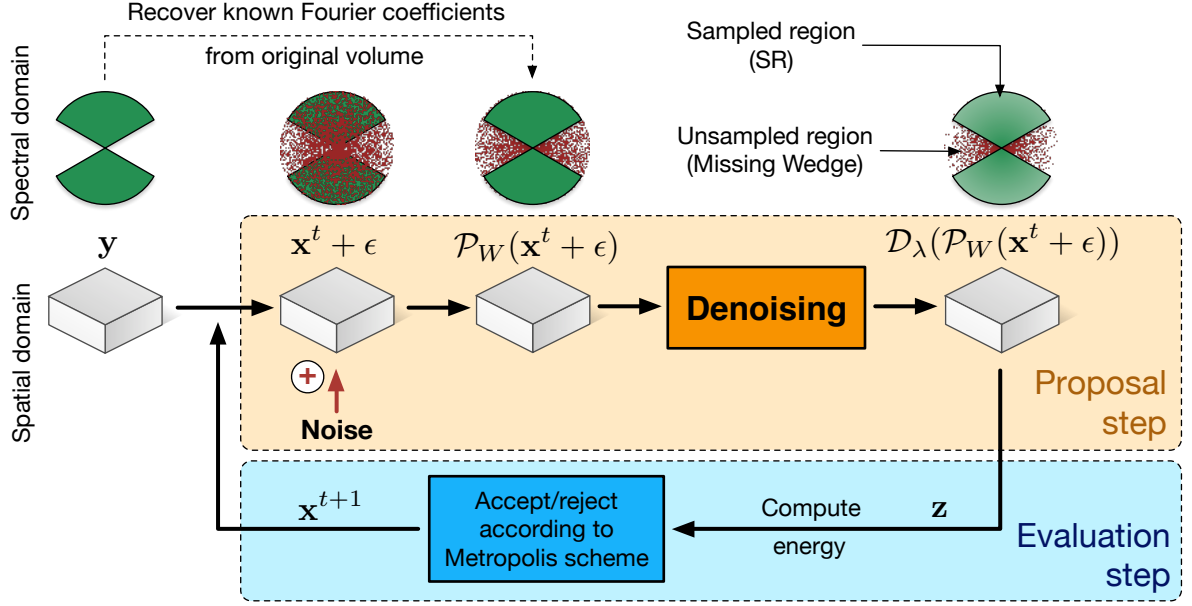 Recover known Fourier coefficients
from original volume
Sampled region
(SR)
Unsampled region
(Missing Wedge)
Spectral domain
Spatial domain
y
x^t + ϵ
P_W(x^t + ϵ)
D_λ(P_W(x^t + ϵ))
Denoising
+
Noise
Proposal
step
x^{t+1}
Accept/reject
according to
Metropolis scheme
Compute
energy
z
Evaluation
step